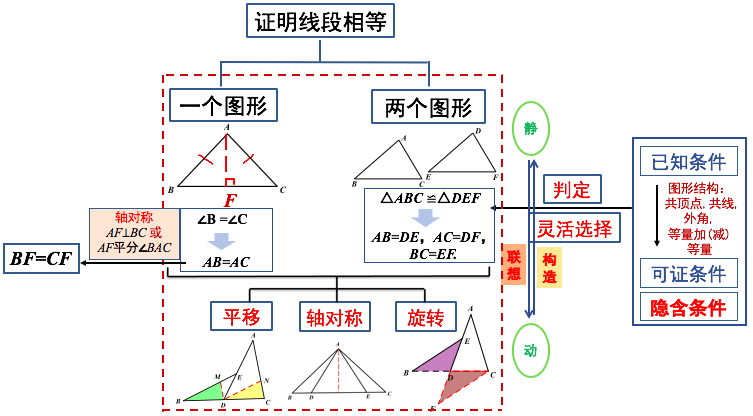 证明线段相等
一个图形
两个图形
静
A
B
C
F
A
B
C
D
E
F
已知条件
图形结构:
共顶点, 共线,
外角,
等量加(减)
等量
可证条件
隐含条件
判定
灵活选择
△ABC≌△DEF
AB=DE，AC=DF，
BC=EF.
∠B =∠C
AB=AC
轴对称
AF⊥BC 或
AF平分∠BAC
BF=CF
联想
构造
平移
轴对称
旋转
动
A
M
E
N
B
D
C
A
B
D
E
C
A
E
B
D
C
F